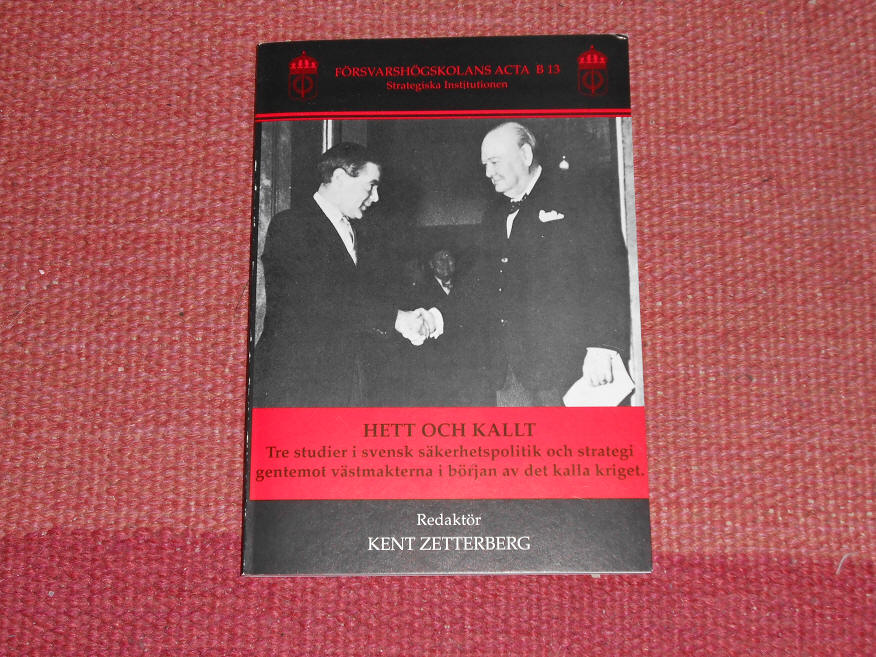 FÖRSVARSHÖGSKOLANS ACTA B 13
Strategiska Institutionen
HETT OCH KALLT
Tre studier i svensk säkerhetspolitik och strategi
gentemot västmakterna i början av det kalla kriget.
Redaktör
KENT ZETTERBERG